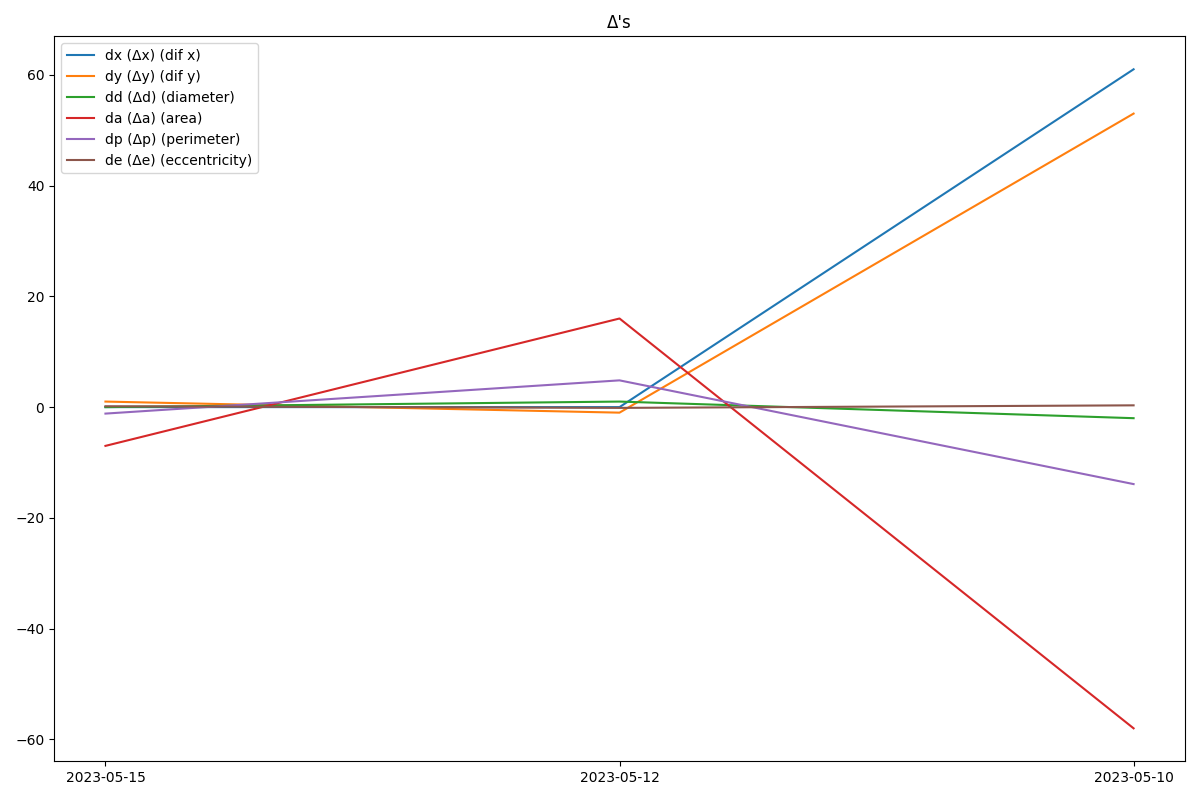 Δ's
dx (Δx) (dif x)
dy (Δy) (dif y)
dd (Δd) (diameter)
da (Δa) (area)
dp (Δp) (perimeter)
de (Δe) (eccentricity)
60
40
20
0
−20
−40
−60
2023-05-15 2023-05-12 2023-05-10